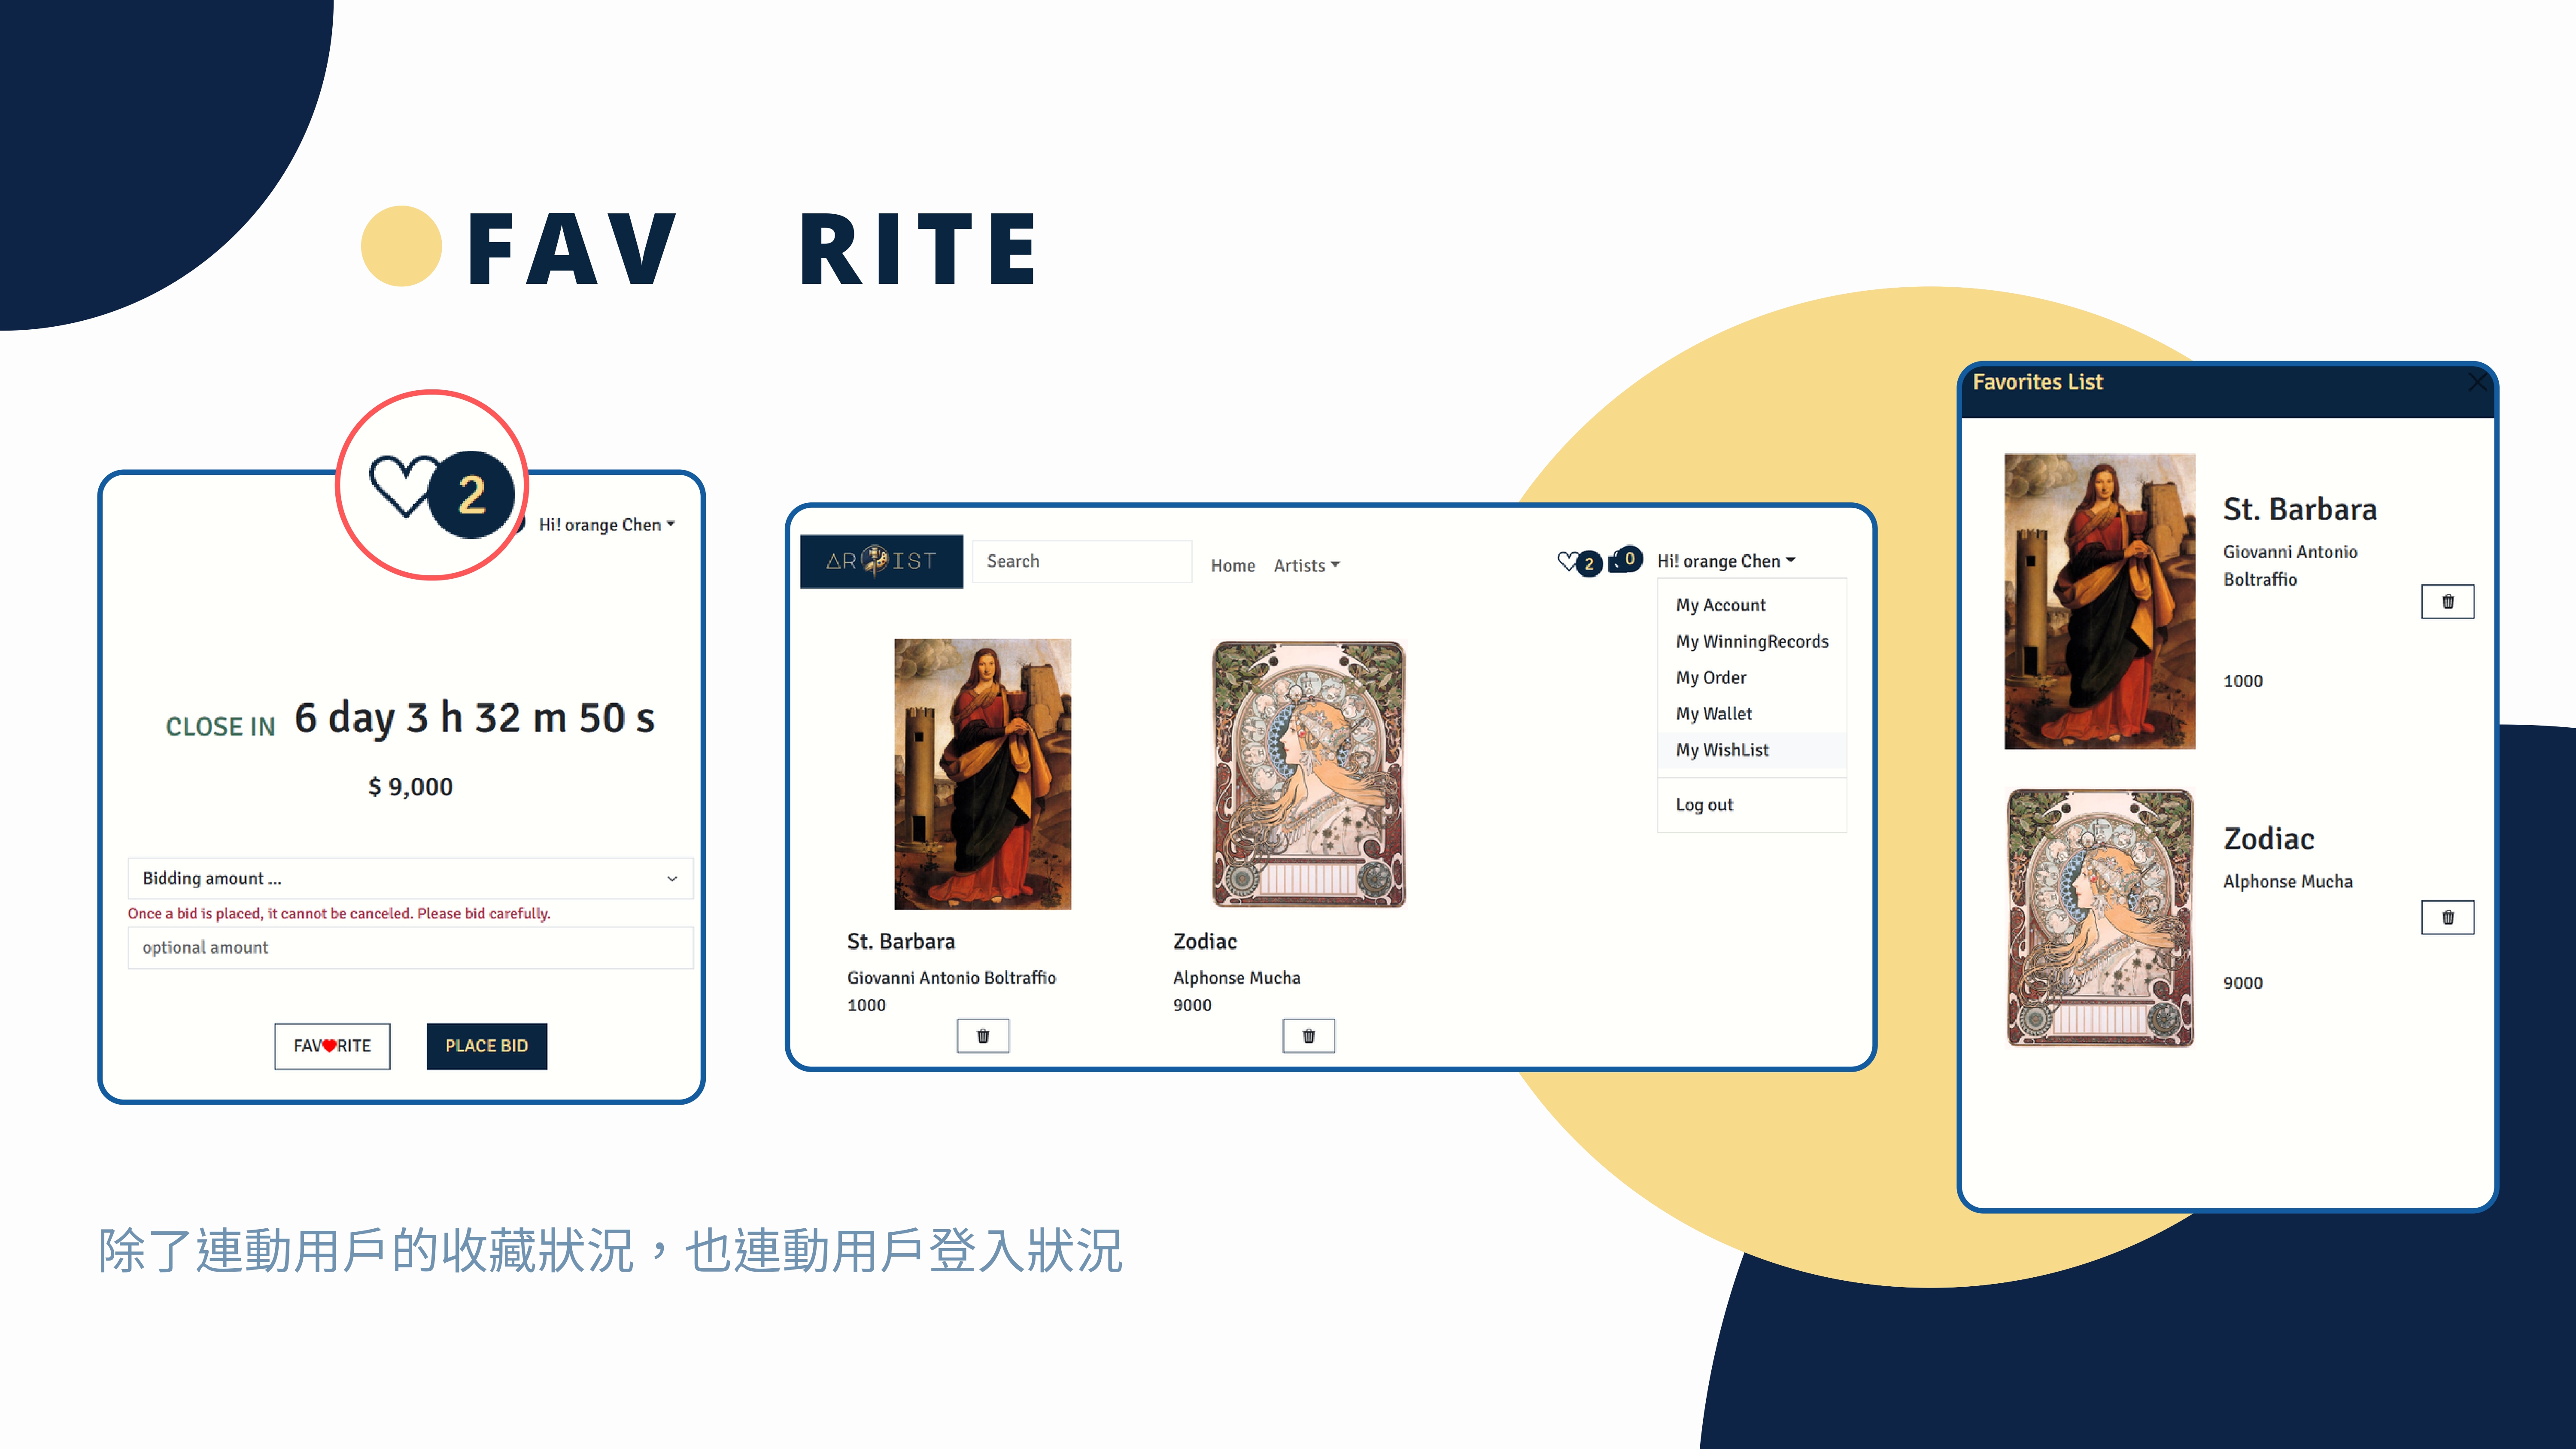 FAV RITE
2
Hi! orange Chen
CLOSE IN 6 day 3 h 32 m 50 s
$ 9,000
Bidding amount ...
Once a bid is placed, it cannot be canceled. Please bid carefully.
optional amount
FAV❤RITE
PLACE BID
AR IST
Search
Home
Artists
2
0
Hi! orange Chen
My Account
My WinningRecords
My Order
My Wallet
My WishList
Log out
St. Barbara
Giovanni Antonio Boltraffio
1000
Zodiac
Alphonse Mucha
9000
Favorites List
St. Barbara
Giovanni Antonio
Boltraffio
1000
Zodiac
Alphonse Mucha
9000
除了連動用戶的收藏狀況，也連動用戶登入狀況